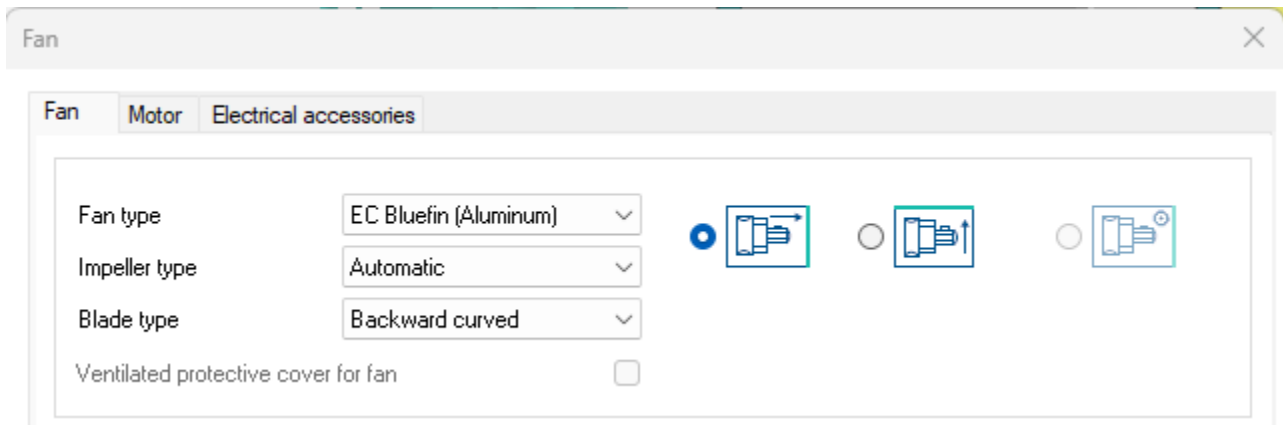 Fan
Fan Motor Electrical accessories
Fan type EC Bluefin (Aluminum)
Impeller type Automatic
Blade type Backward curved
Ventilated protective cover for fan